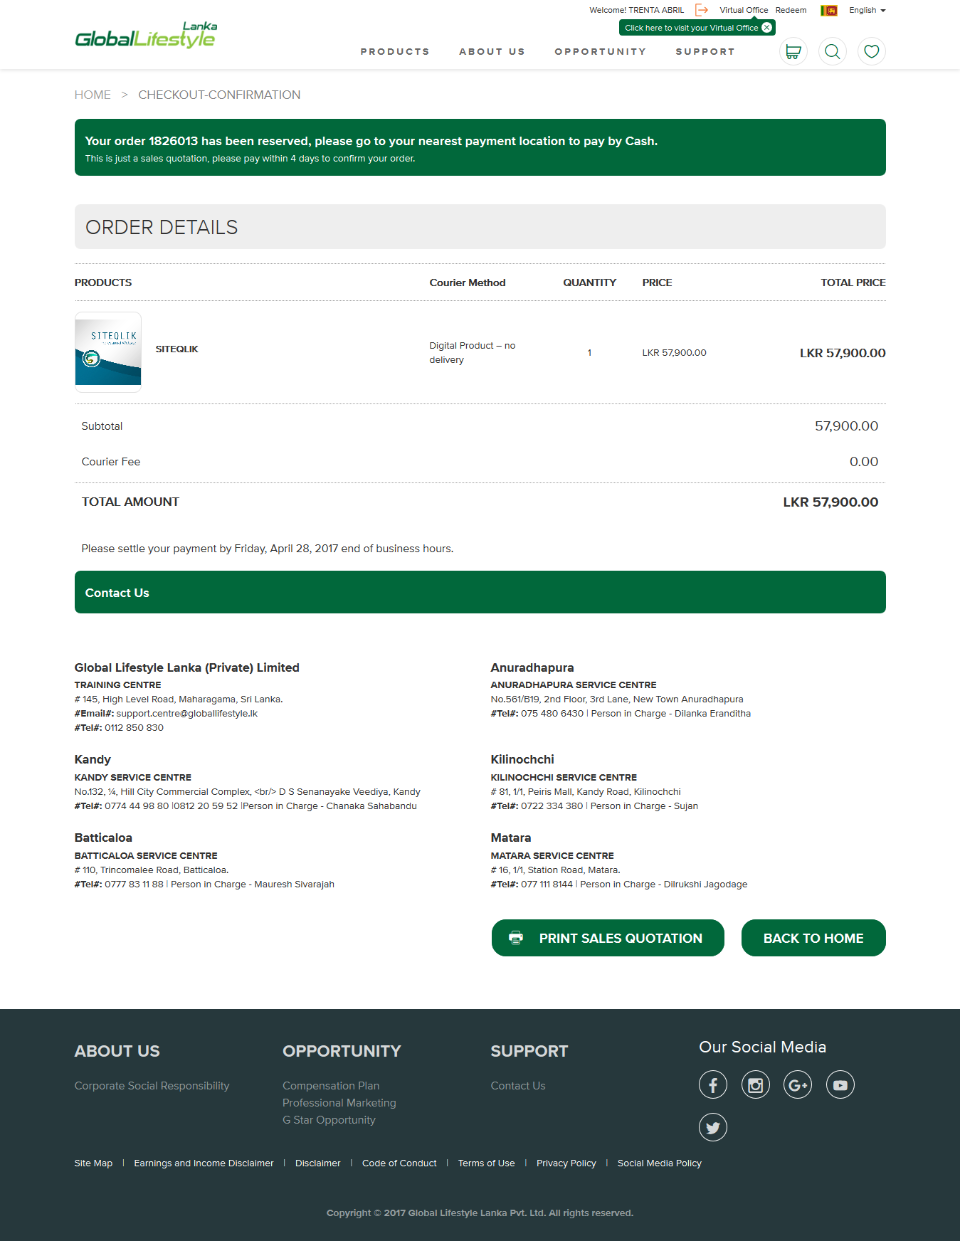 Welcome! TRENTA ABRIL Virtual Office Redeem English
Click here to visit your Virtual Office
Lanka
GlobalLifestyle
PRODUCTS ABOUT US OPPORTUNITY SUPPORT
HOME > CHECKOUT-CONFIRMATION
Your order 1826013 has been reserved, please go to your nearest payment location to pay by Cash.
This is just a sales quotation, please pay within 4 days to confirm your order.
ORDER DETAILS
PRODUCTS Courier Method QUANTITY PRICE TOTAL PRICE
SITEQLIK
SITEQLIK Digital Product – no delivery 1 LKR 57,900.00 LKR 57,900.00
Subtotal 57,900.00
Courier Fee 0.00
TOTAL AMOUNT LKR 57,900.00
Please settle your payment by Friday, April 28, 2017 end of business hours.
Contact Us
Global Lifestyle Lanka (Private) Limited
TRAINING CENTRE
# 145, High Level Road, Maharagama, Sri Lanka.
#Email#: support.centre@globallifestyle.lk
#Tel#: 0112 850 830
Anuradhapura
ANURADHAPURA SERVICE CENTRE
No.561/B19, 2nd Floor, 3rd Lane, New Town Anuradhapura
#Tel#: 075 480 6430 | Person in Charge - Dilanka Eranditha
Kandy
KANDY SERVICE CENTRE
No.132, ¼, Hill City Commercial Complex, <br/> D S Senanayake Veediya, Kandy
#Tel#: 0774 44 98 80 |0812 20 59 52 |Person in Charge - Chanaka Sahabandu
Kilinochchi
KILINOCHCHI SERVICE CENTRE
# 81, 1/1, Peiris Mall, Kandy Road, Kilinochchi
#Tel#: 0722 334 380 | Person in Charge - Sujan
Batticaloa
BATTICALOA SERVICE CENTRE
# 110, Trincomalee Road, Batticaloa.
#Tel#: 0777 83 11 88 | Person in Charge - Mauresh Sivarajah
Matara
MATARA SERVICE CENTRE
# 16, 1/1, Station Road, Matara.
#Tel#: 077 111 8144 | Person in Charge - Dilrukshi Jagodage
PRINT SALES QUOTATION BACK TO HOME
ABOUT US
Corporate Social Responsibility
OPPORTUNITY
Compensation Plan
Professional Marketing
G Star Opportunity
SUPPORT
Contact Us
Our Social Media
Site Map | Earnings and Income Disclaimer | Disclaimer | Code of Conduct | Terms of Use | Privacy Policy | Social Media Policy
Copyright © 2017 Global Lifestyle Lanka Pvt. Ltd. All rights reserved.